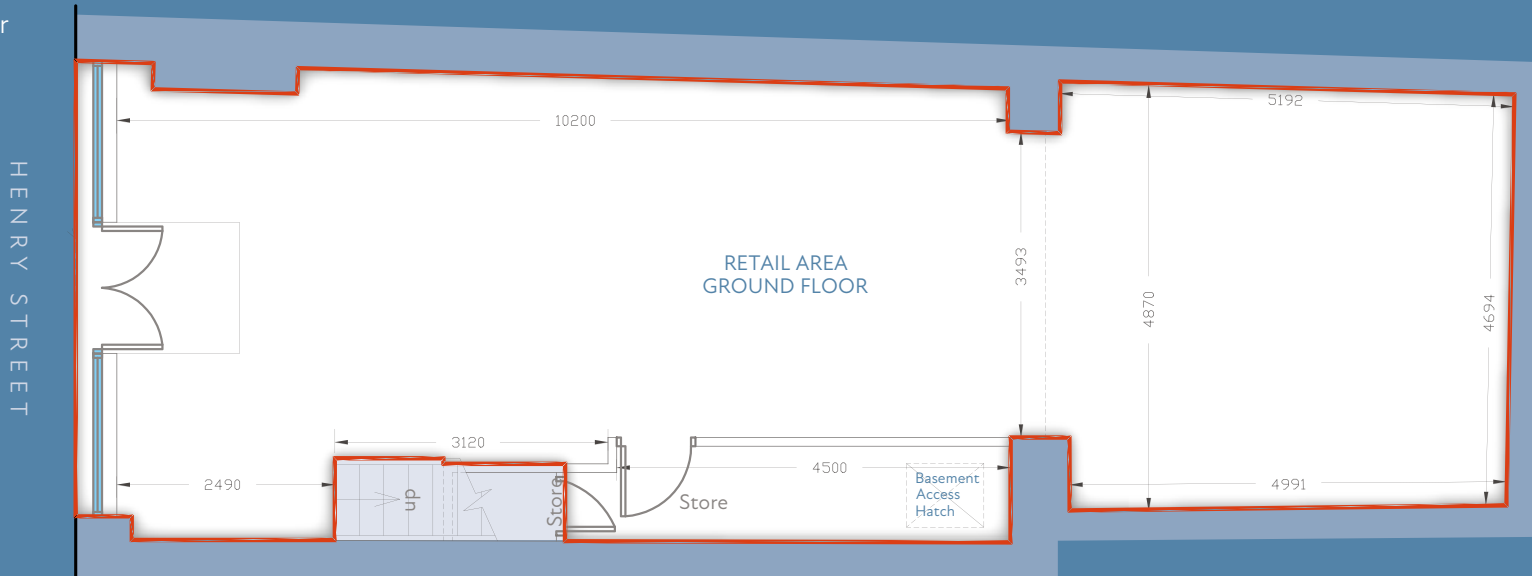 r
HENRY STREET
5192
10200
3493
RETAIL AREA
GROUND FLOOR
4870
4694
3120
2490
up
Store
4500
Store
Basement
Access
Hatch
4991